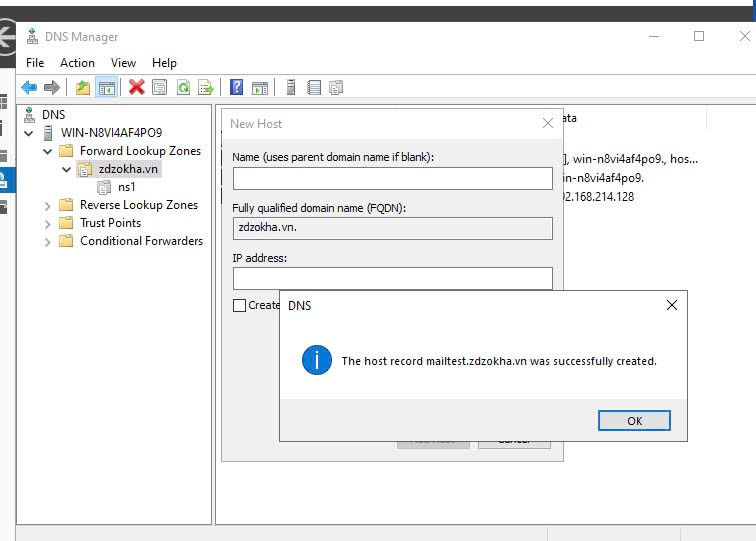 DNS Manager
File Action View Help
DNS
WIN-N8VI4AF4PO9
Forward Lookup Zones
zdzokha.vn
ns1
Reverse Lookup Zones
Trust Points
Conditional Forwarders
New Host
Name (uses parent domain name if blank):
Fully qualified domain name (FQDN):
zdzokha.vn.
IP address:
Create
ata
], win-n8vi4af4po9., hos...
in-n8vi4af4po9.
92.168.214.128
DNS
The host record mailtest.zdzokha.vn was successfully created.
OK